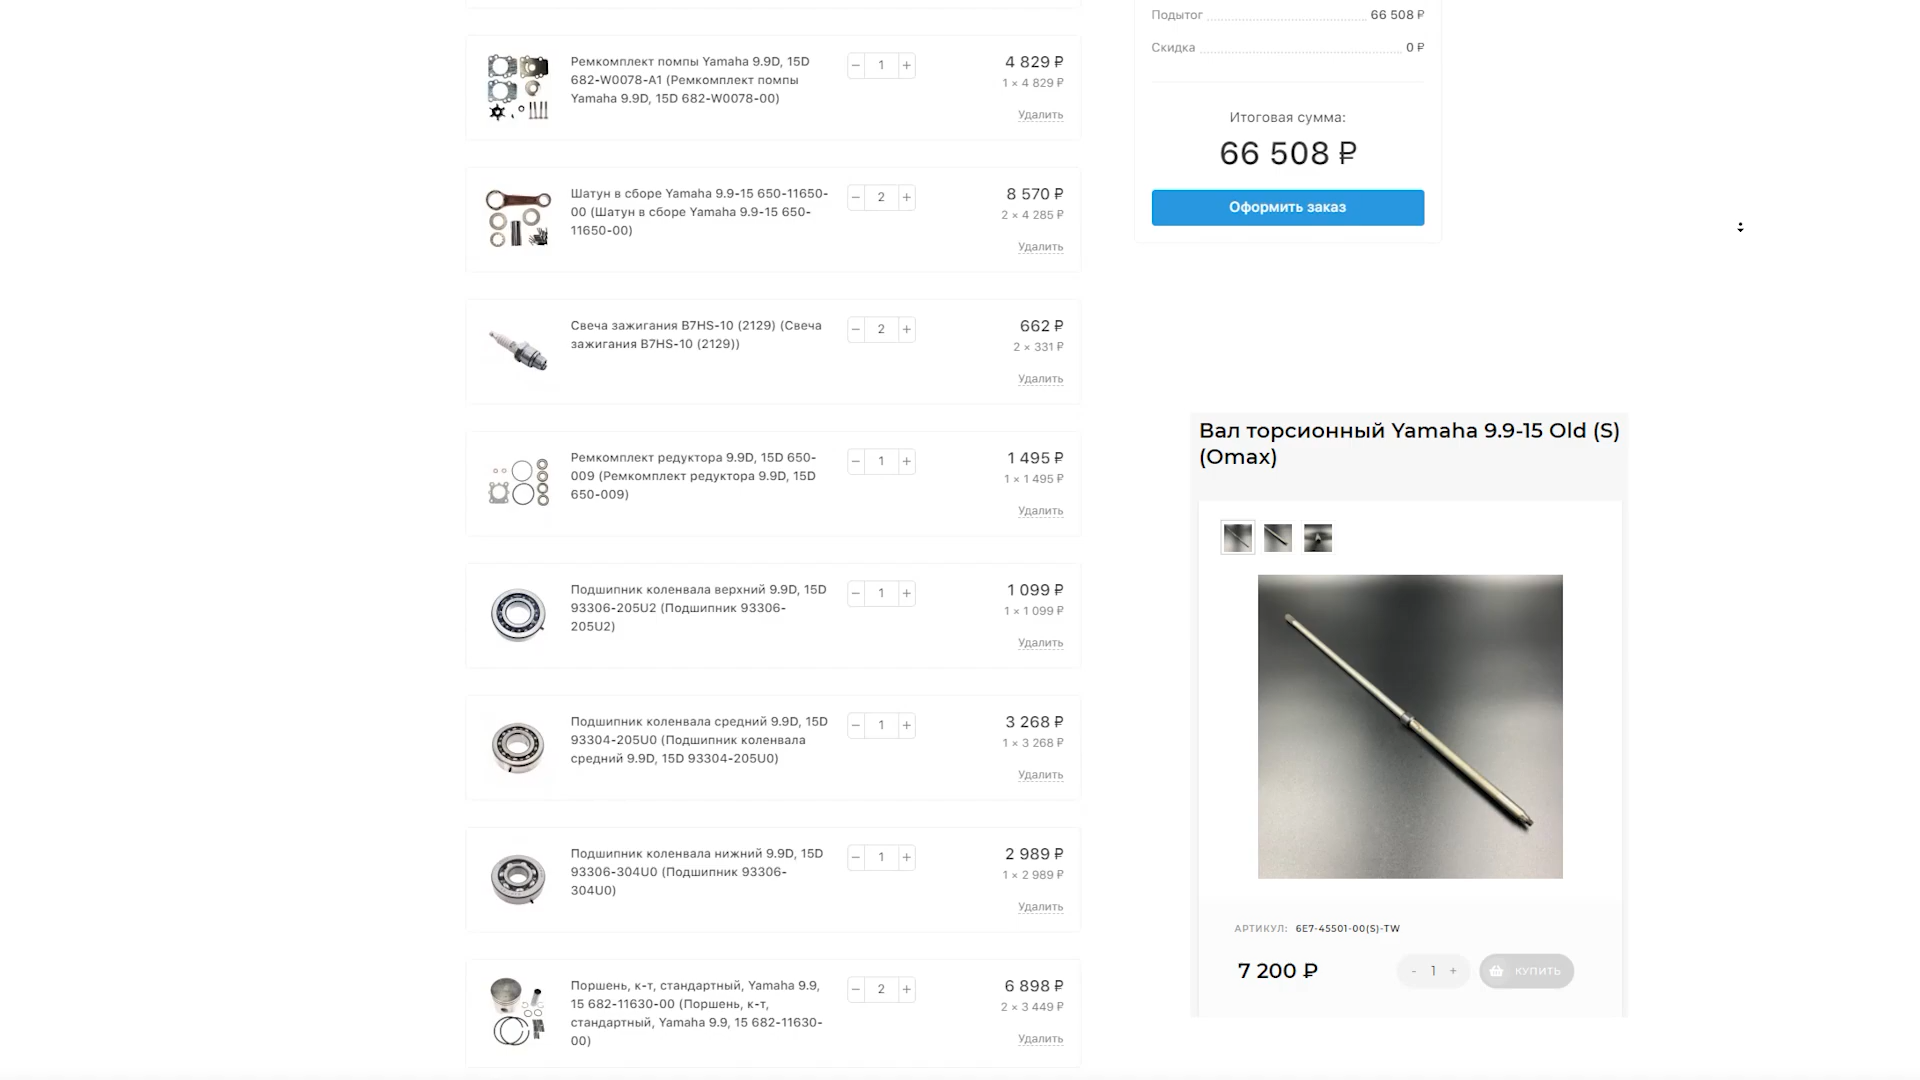 Ремкомплект помпы Yamaha 9.9D, 15D
682-W0078-A1 (Ремкомплект помпы
Yamaha 9.9D, 15D 682-W0078-00)
− 1 +
4 829 ₽
1 × 4 829 ₽
Удалить
Шатун в сборе Yamaha 9.9-15 650-11650-
00 (Шатун в сборе Yamaha 9.9-15 650-
11650-00)
− 2 +
8 570 ₽
2 × 4 285 ₽
Удалить
Свеча зажигания B7HS-10 (2129) (Свеча
зажигания B7HS-10 (2129))
− 2 +
662 ₽
2 × 331 ₽
Удалить
Ремкомплект редуктора 9.9D, 15D 650-
009 (Ремкомплект редуктора 9.9D, 15D
650-009)
− 1 +
1 495 ₽
1 × 1 495 ₽
Удалить
Подшипник коленвала верхний 9.9D, 15D
93306-205U2 (Подшипник 93306-
205U2)
− 1 +
1 099 ₽
1 × 1 099 ₽
Удалить
Подшипник коленвала средний 9.9D, 15D
93304-205U0 (Подшипник коленвала
средний 9.9D, 15D 93304-205U0)
− 1 +
3 268 ₽
1 × 3 268 ₽
Удалить
Подшипник коленвала нижний 9.9D, 15D
93306-304U0 (Подшипник 93306-
304U0)
− 1 +
2 989 ₽
1 × 2 989 ₽
Удалить
Поршень, к-т, стандартный, Yamaha 9.9,
15 682-11630-00 (Поршень, к-т,
стандартный, Yamaha 9.9, 15 682-11630-
00)
− 2 +
6 898 ₽
2 × 3 449 ₽
Удалить
Подытог 66 508 ₽
Скидка 0 ₽
Итоговая сумма:
66 508 ₽
Оформить заказ
Вал торсионный Yamaha 9.9-15 Old (S)
(Omax)
АРТИКУЛ: 6E7-45501-00(S)-TW
7 200 ₽
- 1 +
КУПИТЬ